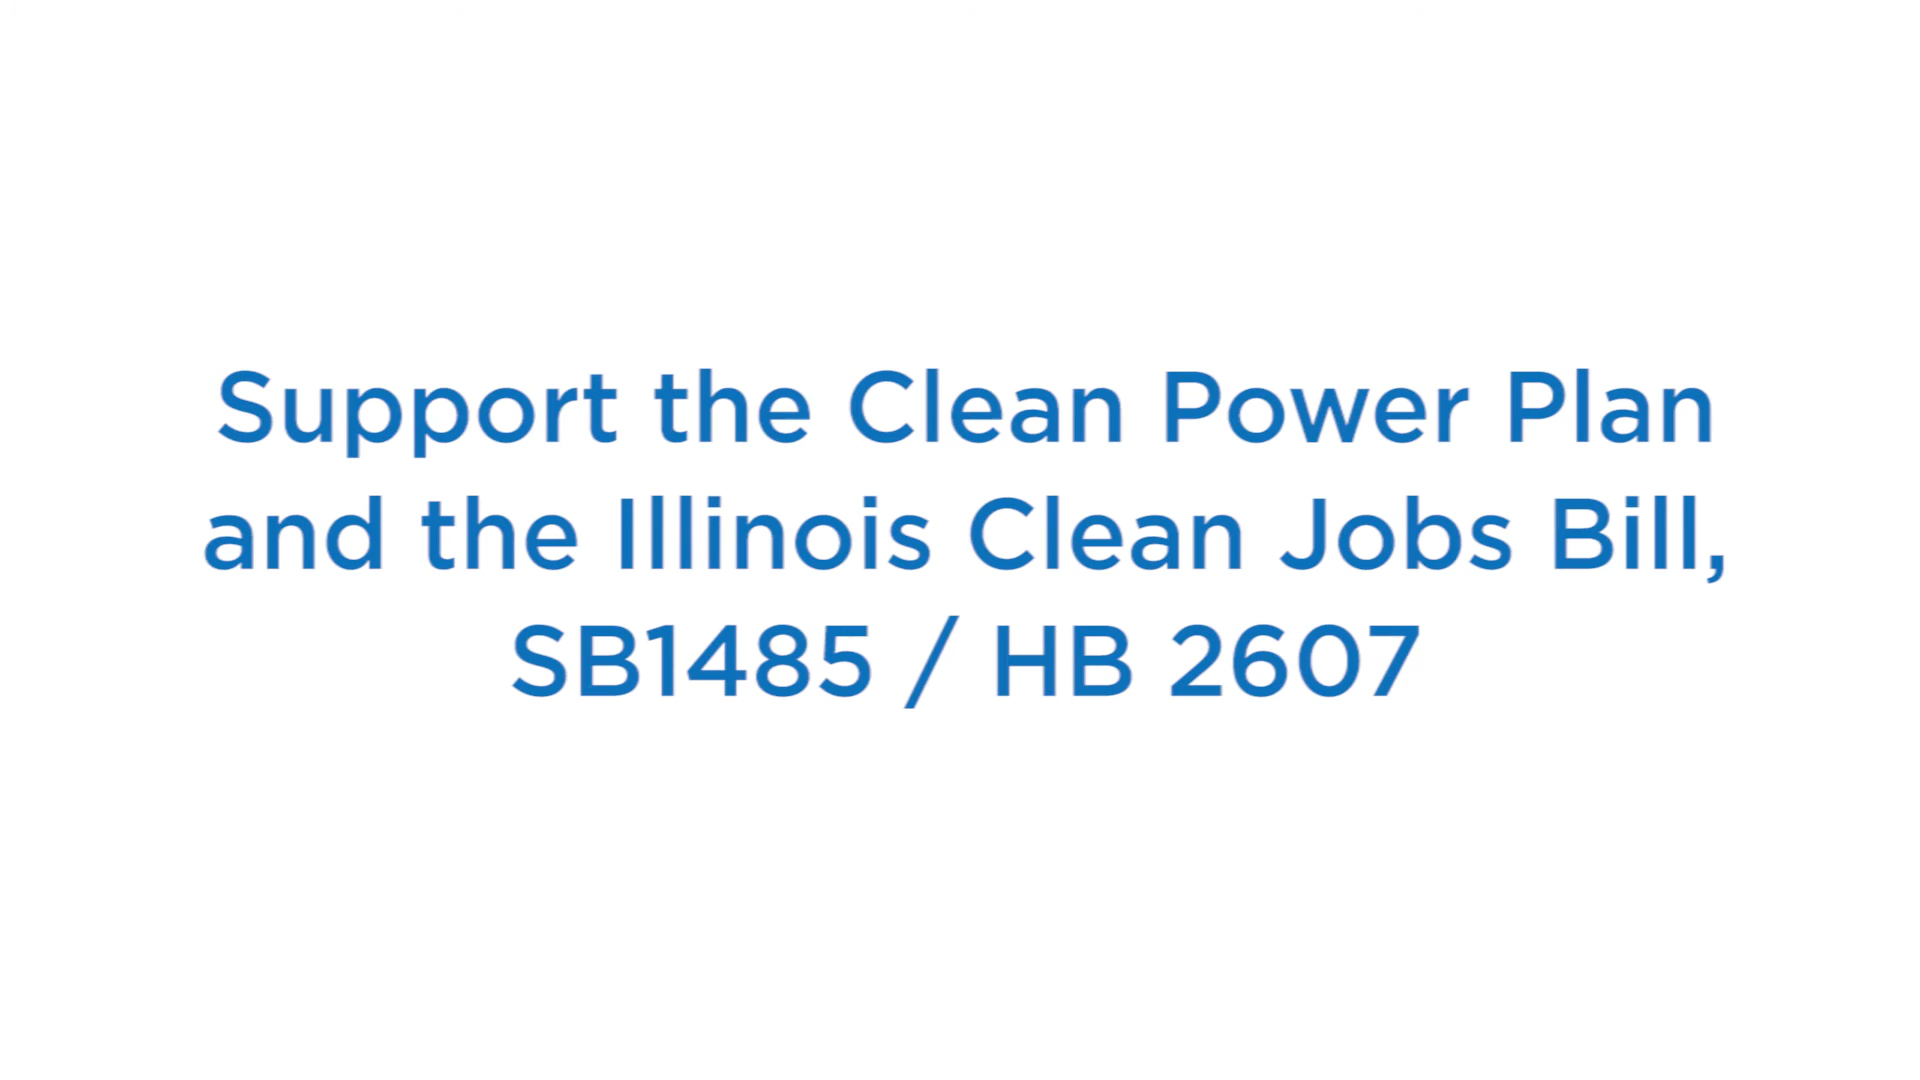 Support the Clean Power Plan
and the Illinois Clean Jobs Bill,
SB1485 / HB 2607